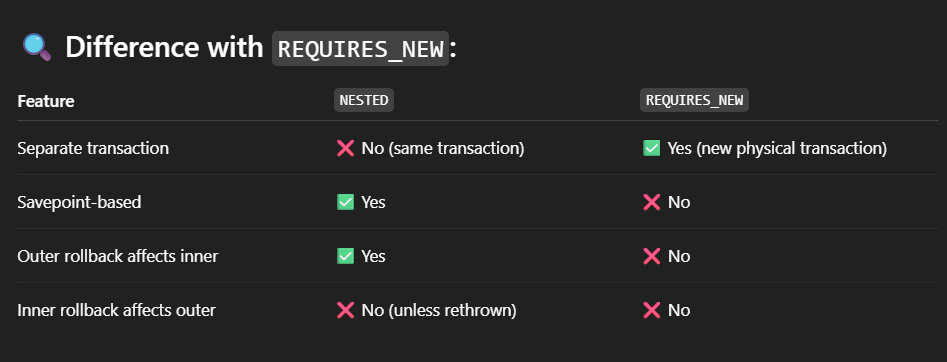 🔍 Difference with REQUIRES_NEW:
Feature NESTED REQUIRES_NEW
Separate transaction ❌ No (same transaction) ✅ Yes (new physical transaction)
Savepoint-based ✅ Yes ❌ No
Outer rollback affects inner ✅ Yes ❌ No
Inner rollback affects outer ❌ No (unless rethrown) ❌ No